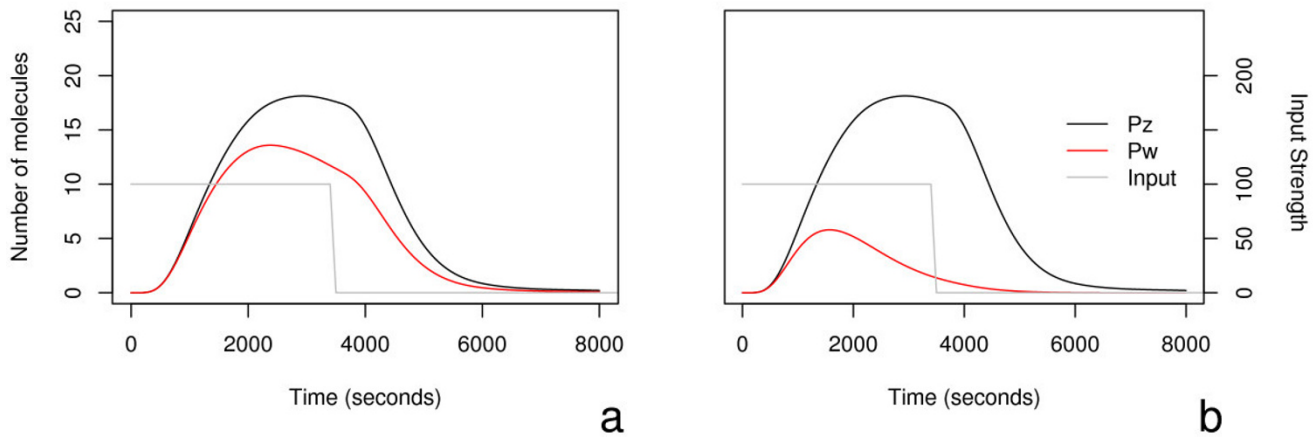 25
20
15
10
5
0
Number of molecules
0 2000 4000 6000 8000
Time (seconds)
a
200
100
50
0
Input Strength
Pz
Pw
Input
0 2000 4000 6000 8000
Time (seconds)
b